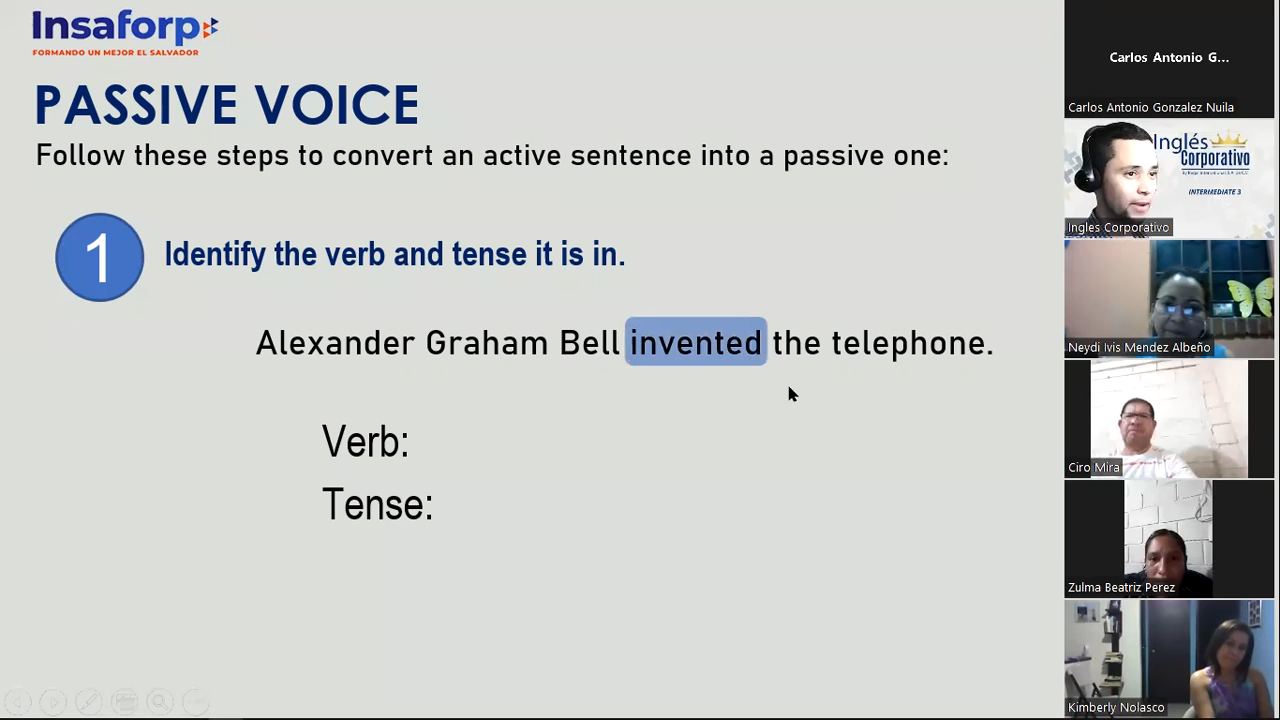 Insaforp
FORMANDO UN MEJOR EL SALVADOR
PASSIVE VOICE
Follow these steps to convert an active sentence into a passive one:
1
Identify the verb and tense it is in.
Alexander Graham Bell invented the telephone.
Verb:
Tense:
Carlos Antonio G...
Carlos Antonio Gonzalez Nuila
Inglés
Corporativo
INTERMEDIATE 3
Ingles Corporativo
Neydi Ivis Mendez Albeño
Ciro Mira
Zulma Beatriz Perez
Kimberly Nolasco